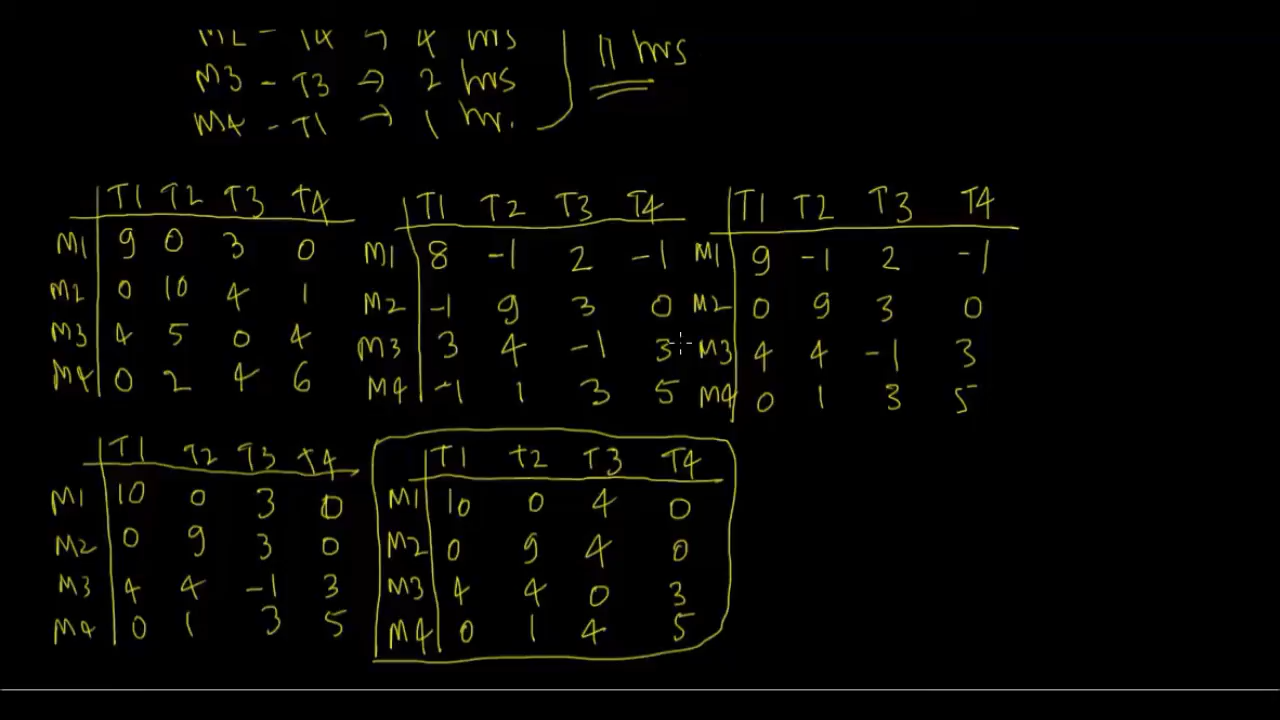 M2 - T4 → 4 hrs
M3 - T3 → 2 hrs
M4 - T1 → 1 hr.
11 hrs
T1 T2 T3 T4
M1 9 0 3 0
M2 0 10 4 1
M3 4 5 0 4
M4 0 2 4 6
T1 T2 T3 T4
M1 8 -1 2 -1
M2 -1 9 3 0
M3 3 4 -1 3
M4 -1 1 3 5
T1 T2 T3 T4
M1 9 -1 2 -1
M2 0 9 3 0
M3 4 4 -1 3
M4 0 1 3 5
T1 T2 T3 T4
M1 10 0 3 0
M2 0 9 3 0
M3 4 4 -1 3
M4 0 1 3 5
T1 T2 T3 T4
M1 10 0 4 0
M2 0 9 4 0
M3 4 4 0 3
M4 0 1 4 5